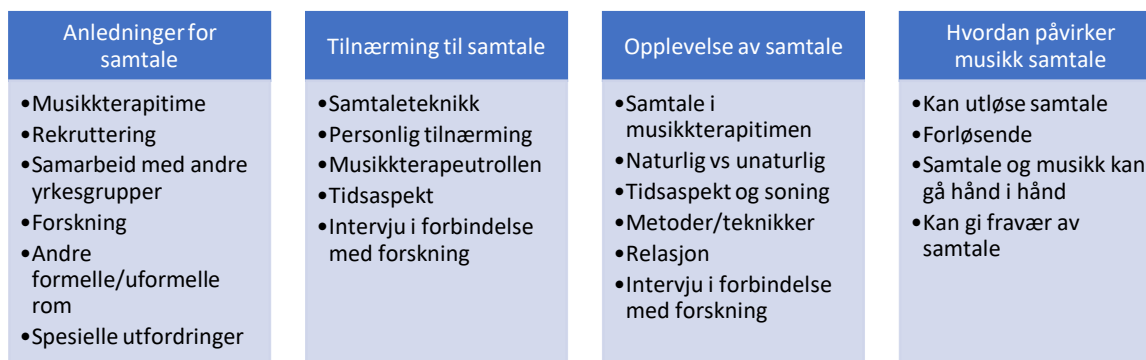 Anledninger for
samtale
•Musikkterapitime
•Rekruttering
•Samarbeid med andre
yrkesgrupper
•Forskning
•Andre
formelle/uformelle
rom
•Spesielle utfordringer
Tilnærming til samtale
•Samtaleteknikk
•Personlig tilnærming
•Musikkterapeutrollen
•Tidsaspekt
•Intervju i forbindelse
med forskning
Opplevelse av samtale
•Samtale i
musikkterapitimen
•Naturlig vs unaturlig
•Tidsaspekt og soning
•Metoder/teknikker
•Relasjon
•Intervju i forbindelse
med forskning
Hvordan påvirker
musikk samtale
•Kan utløse samtale
•Forløsende
•Samtale og musikk kan
gå hånd i hånd
•Kan gi fravær av
samtale